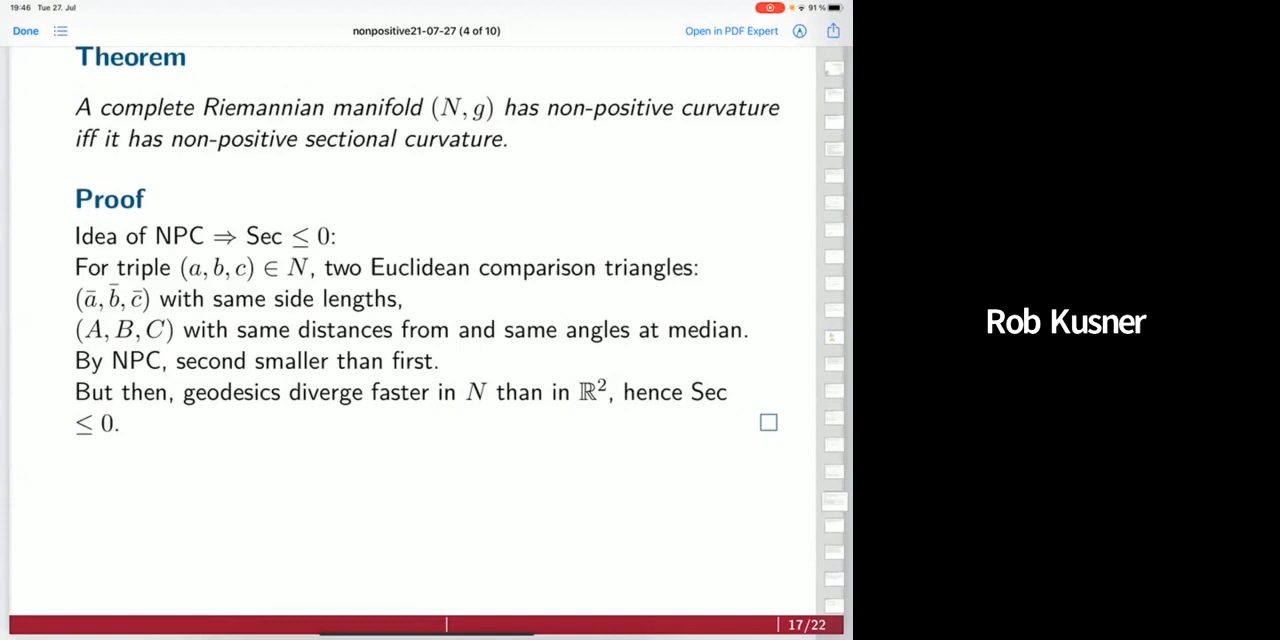 19:46 Tue 27. Jul
91 %
Done
nonpositive21-07-27 (4 of 10)
Open in PDF Expert
Theorem
A complete Riemannian manifold (N, g) has non-positive curvature
iff it has non-positive sectional curvature.
Proof
Idea of NPC ⇒ Sec ≤ 0:
For triple (a, b, c) ∈ N, two Euclidean comparison triangles:
(ā, b̄, c̄) with same side lengths,
(A, B, C) with same distances from and same angles at median.
By NPC, second smaller than first.
But then, geodesics diverge faster in N than in ℝ², hence Sec
≤ 0.
17/22
Rob Kusner